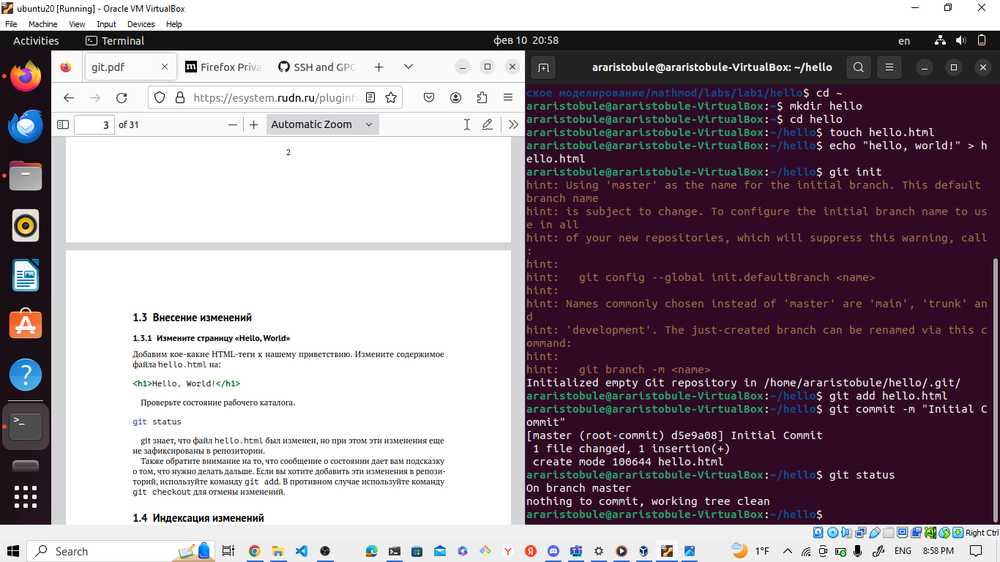 ubuntu20 [Running] - Oracle VM VirtualBox
File Machine View Input Devices Help
Activities Terminal фев 10 20:58 en
git.pdf Firefox Priva SSH and GPG
https://esystem.rudn.ru/pluginfi
3 of 31 Automatic Zoom
2
1.3 Внесение изменений
1.3.1 Измените страницу «Hello, World»
Добавим кое-какие HTML-теги к нашему приветствию. Измените содержимое
файла hello.html на:
<h1>Hello, World!</h1>
Проверьте состояние рабочего каталога.
git status
git знает, что файл hello.html был изменен, но при этом эти изменения еще
не зафиксированы в репозитории.
Также обратите внимание на то, что сообщение о состоянии дает вам подсказку
о том, что нужно делать дальше. Если вы хотите добавить эти изменения в репози-
торий, используйте команду git add. В противном случае используйте команду
git checkout для отмены изменений.
1.4 Индексация изменений
araristobule@araristobule-VirtualBox: ~/hello
ское моделирование/mathmod/labs/lab1/hello$ cd ~
araristobule@araristobule-VirtualBox:~$ mkdir hello
araristobule@araristobule-VirtualBox:~$ cd hello
araristobule@araristobule-VirtualBox:~/hello$ touch hello.html
araristobule@araristobule-VirtualBox:~/hello$ echo "hello, world!" > h
ello.html
araristobule@araristobule-VirtualBox:~/hello$ git init
hint: Using 'master' as the name for the initial branch. This default
branch name
hint: is subject to change. To configure the initial branch name to us
e in all
hint: of your new repositories, which will suppress this warning, call
:
hint:
hint:   git config --global init.defaultBranch <name>
hint:
hint: Names commonly chosen instead of 'master' are 'main', 'trunk' an
d
hint: 'development'. The just-created branch can be renamed via this c
ommand:
hint:
hint:   git branch -m <name>
Initialized empty Git repository in /home/araristobule/hello/.git/
araristobule@araristobule-VirtualBox:~/hello$ git add hello.html
araristobule@araristobule-VirtualBox:~/hello$ git commit -m "Initial C
ommit"
[master (root-commit) d5e9a08] Initial Commit
 1 file changed, 1 insertion(+)
 create mode 100644 hello.html
araristobule@araristobule-VirtualBox:~/hello$ git status
On branch master
nothing to commit, working tree clean
araristobule@araristobule-VirtualBox:~/hello$
Right Ctrl
Search 1°F ENG 8:58 PM